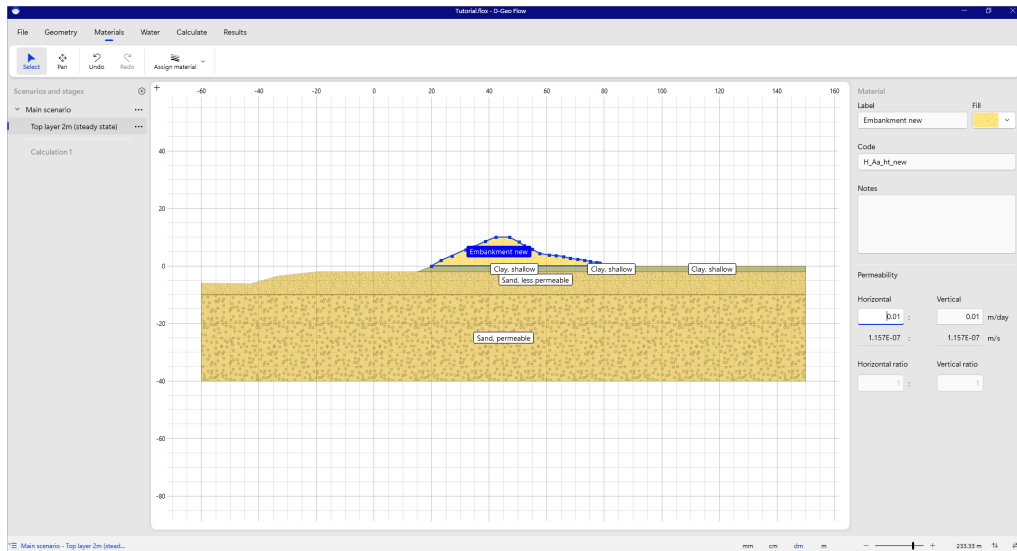 Tutorial.flox - D-Geo Flow
File Geometry Materials Water Calculate Results
Select Pan Undo Redo Assign material
Scenarios and stages
Main scenario
Top layer 2m (steady state)
Calculation 1
-60 -40 -20 0 20 40 60 80 100 120 140 160
40
20
0
-20
-40
-60
-80
Embankment new
Clay, shallow Clay, shallow Clay, shallow
Sand, less permeable
Sand, permeable
Material
Label Fill
Embankment new
Code
H_Aa_ht_new
Notes
Permeability
Horizontal Vertical
0.01 : 0.01 m/day
1.157E-07 : 1.157E-07 m/s
Horizontal ratio Vertical ratio
1 : 1
Main scenario - Top layer 2m (stead... mm cm dm m − + 233.33 m